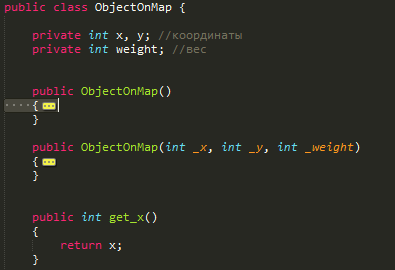 public class ObjectOnMap {
private int x, y; //координаты
private int weight; //вес
public ObjectOnMap()
{
}
public ObjectOnMap(int _x, int _y, int _weight)
{
}
public int get_x()
{
return x;
}